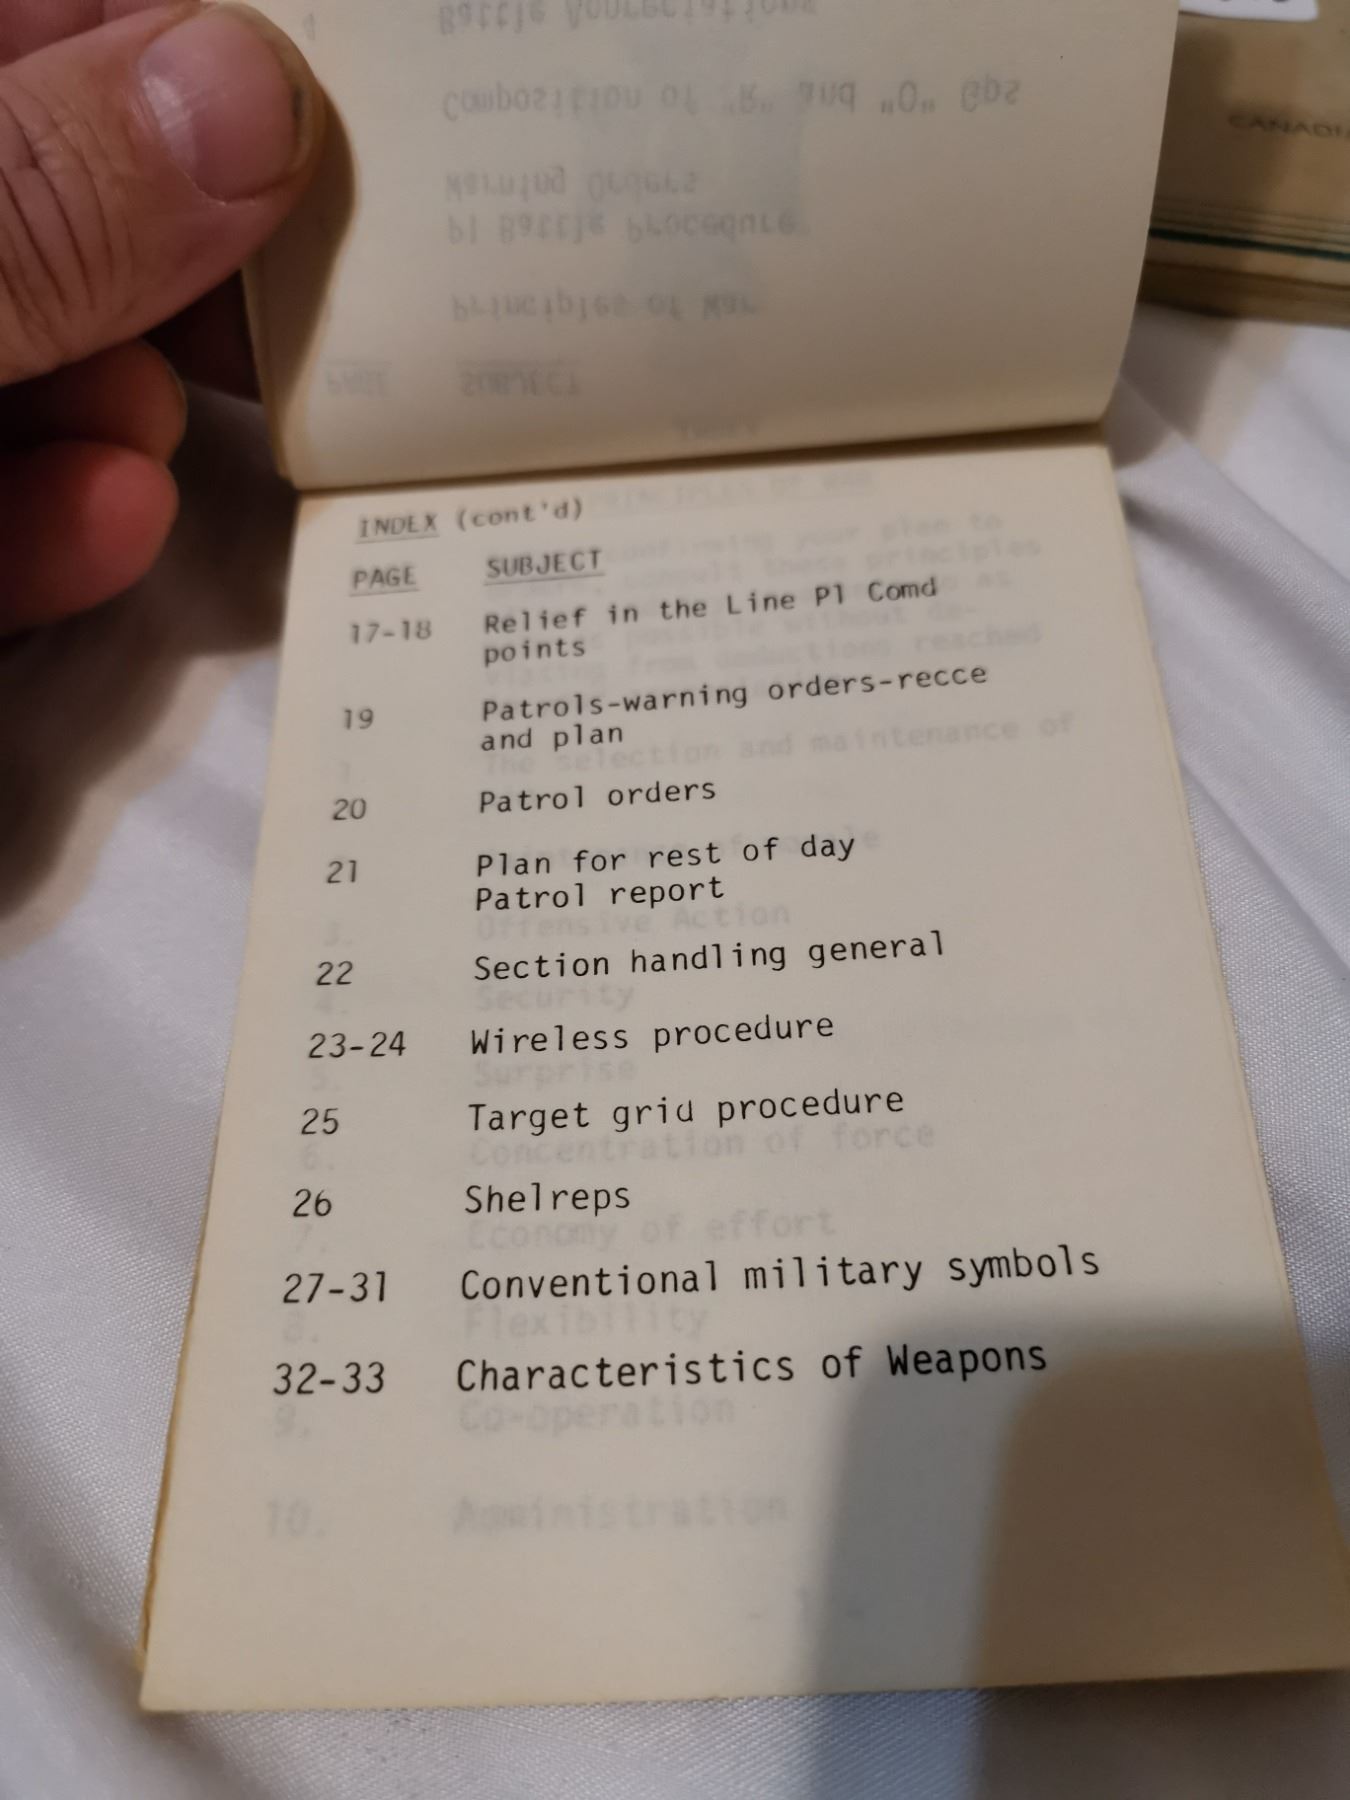 INDEX (cont'd)
PAGE SUBJECT
17-18 Relief in the Line Pl Comd
points
19 Patrols-warning orders-recce
and plan
20 Patrol orders
21 Plan for rest of day
Patrol report
22 Section handling general
23-24 Wireless procedure
25 Target grid procedure
26 Shelreps
27-31 Conventional military symbols
32-33 Characteristics of Weapons